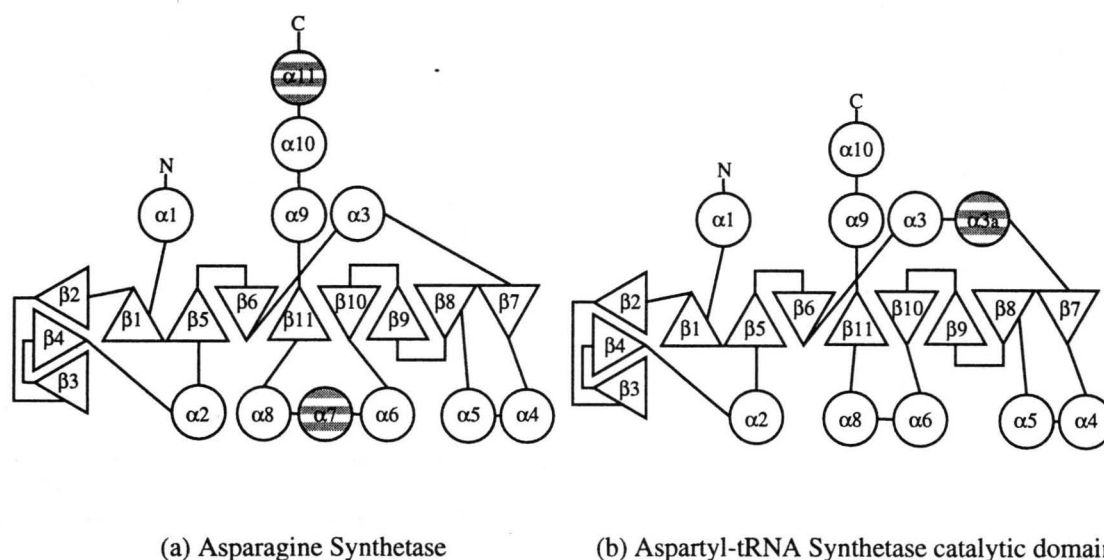 C
α11
α10
N
α1
α9
α3
β2
β4
β3
β1
β5
β6
β11
β10
β9
β8
β7
α2
α8
α7
α6
α5
α4
(a) Asparagine Synthetase
C
α10
N
α1
α9
α3
α3a
β2
β4
β3
β1
β5
β6
β11
β10
β9
β8
β7
α2
α8
α6
α5
α4
(b) Aspartyl-tRNA Synthetase catalytic domain